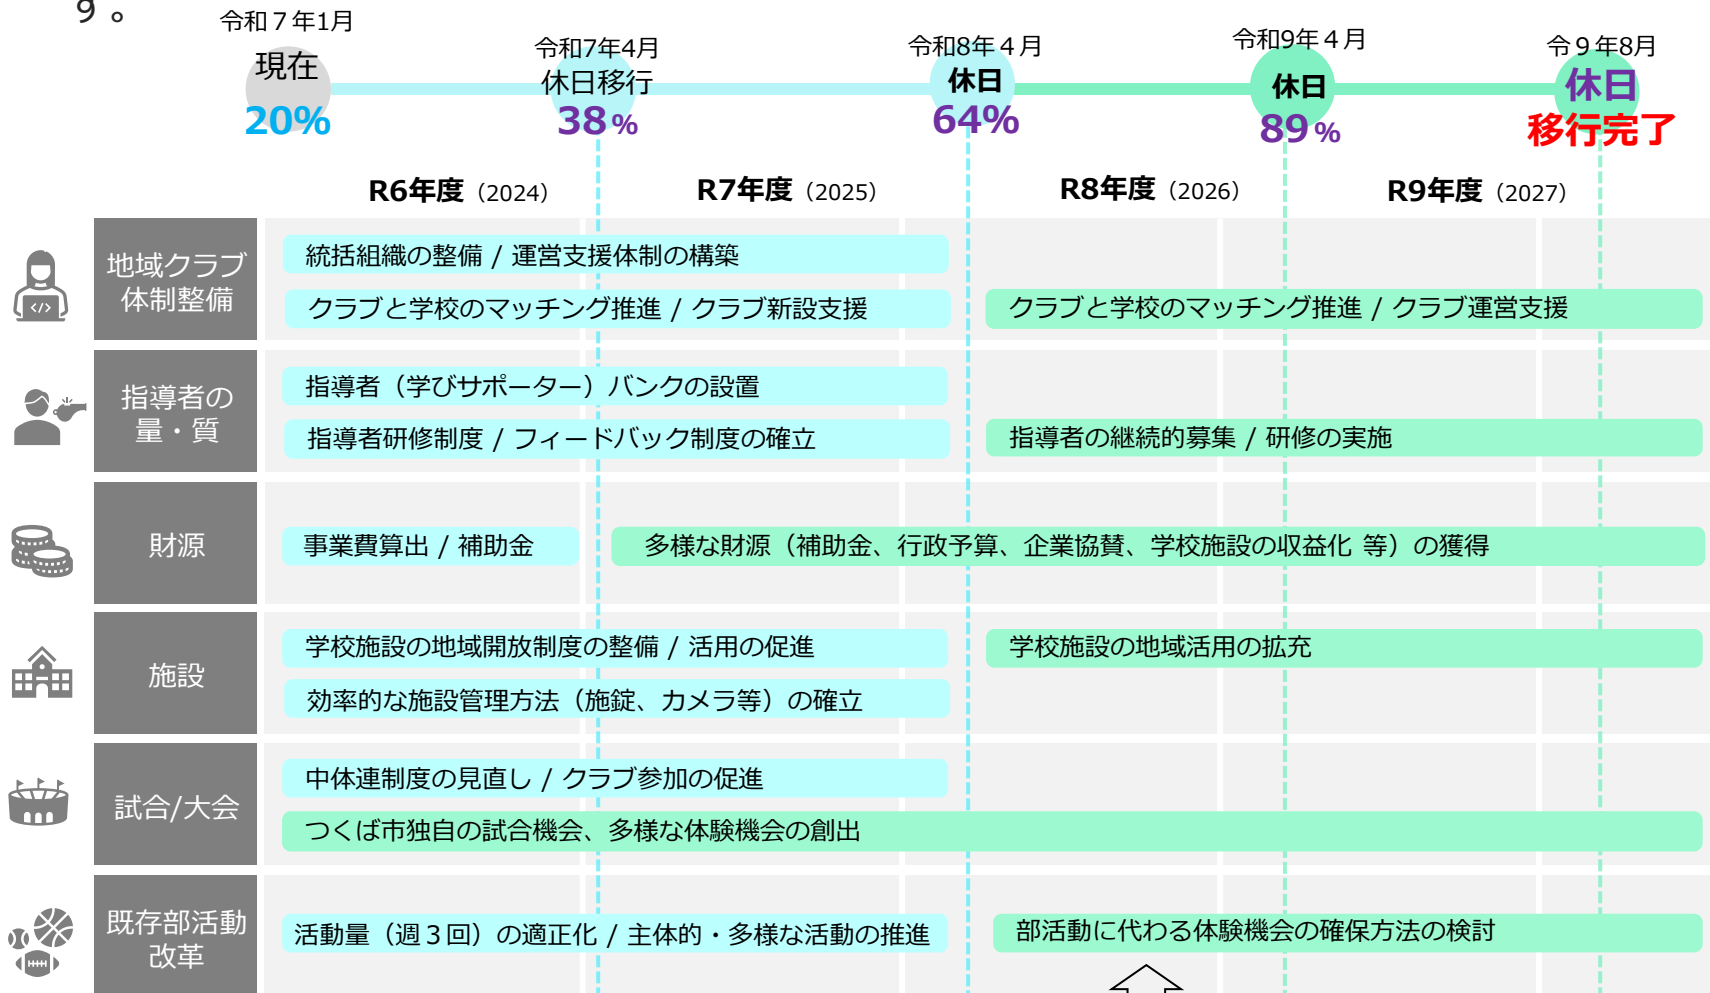 す。
令和７年1月
現在
20%
令和7年4月
休日移行
38%
令和8年４月
休日
64%
令和9年４月
休日
89%
令９年8月
休日
移行完了
R6年度（2024）
R7年度（2025）
R8年度（2026）
R9年度（2027）
地域クラブ
体制整備
統括組織の整備 / 運営支援体制の構築
クラブと学校のマッチング推進 / クラブ新設支援
クラブと学校のマッチング推進 / クラブ運営支援
指導者の
量・質
指導者（学びサポーター）バンクの設置
指導者研修制度 / フィードバック制度の確立
指導者の継続的募集 / 研修の実施
財源
事業費算出 / 補助金
多様な財源（補助金、行政予算、企業協賛、学校施設の収益化 等）の獲得
施設
学校施設の地域開放制度の整備 / 活用の促進
学校施設の地域活用の拡充
効率的な施設管理方法（施錠、カメラ等）の確立
試合/大会
中体連制度の見直し / クラブ参加の促進
つくば市独自の試合機会、多様な体験機会の創出
既存部活動
改革
活動量（週３回）の適正化 / 主体的・多様な活動の推進
部活動に代わる体験機会の確保方法の検討